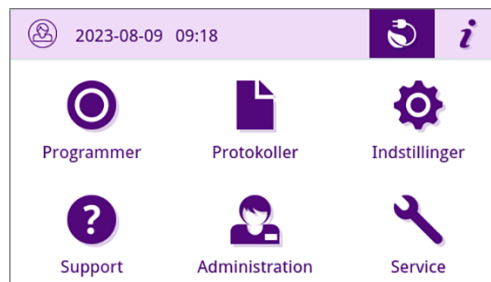 2023-08-09 09:18 i
Programmer Protokoller Indstillinger
?
Support Administration Service